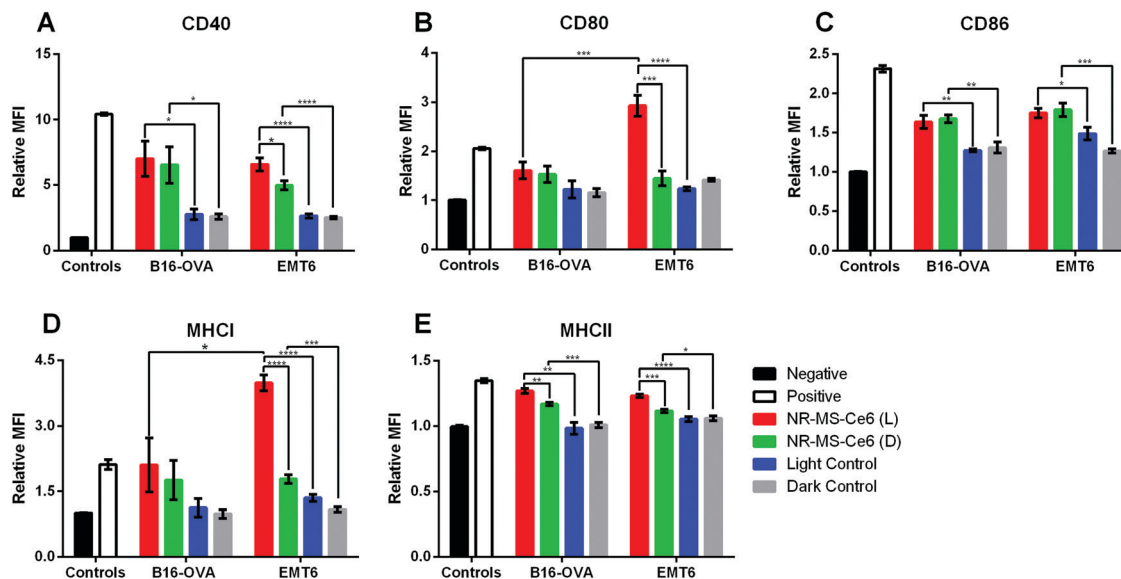 A
CD40
Relative MFI
15
10
5
0
Controls
B16-OVA
EMT6
*
*
*
****
****
B
CD80
Relative MFI
4
3
2
1
0
Controls
B16-OVA
EMT6
***
****
***
C
CD86
Relative MFI
2.5
2.0
1.5
1.0
0.5
0.0
Controls
B16-OVA
EMT6
**
**
*
***
D
MHCI
Relative MFI
4.5
3.0
1.5
0.0
Controls
B16-OVA
EMT6
*
***
****
****
E
MHCII
Relative MFI
1.5
1.0
0.5
0.0
Controls
B16-OVA
EMT6
***
**
**
*
****
***
Negative
Positive
NR-MS-Ce6 (L)
NR-MS-Ce6 (D)
Light Control
Dark Control